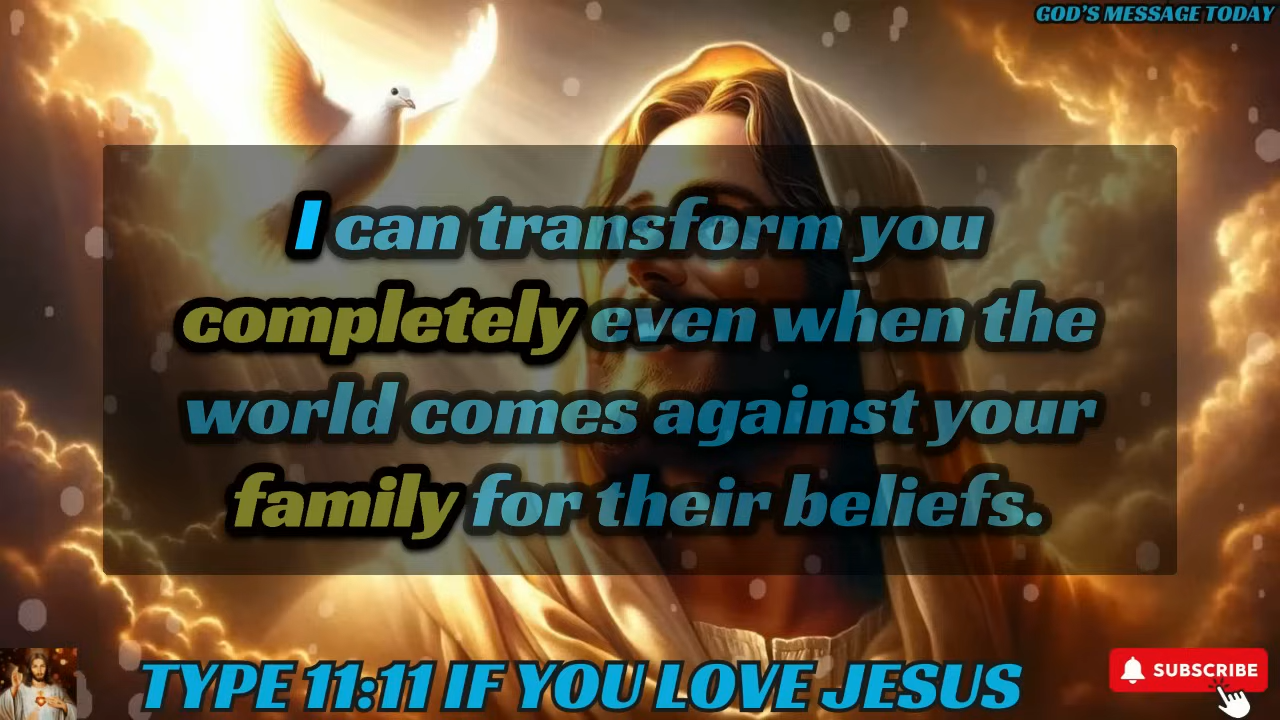 GOD'S MESSAGE TODAY
I can transform you
completely even when the
world comes against your
family for their beliefs.
TYPE 11:11 IF YOU LOVE JESUS
SUBSCRIBE